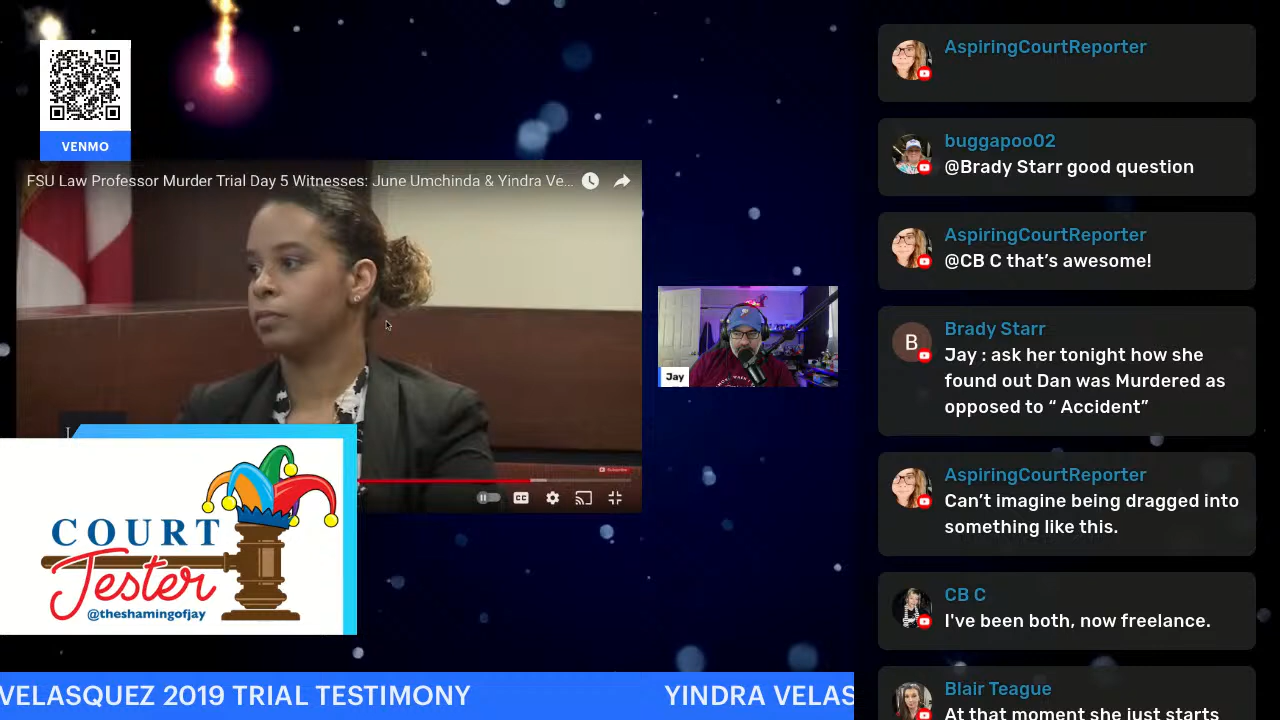 VENMO
FSU Law Professor Murder Trial Day 5 Witnesses: June Umchinda & Yindra Ve...
Subscribe
CC
Jay
COURT
Jester
@theshamingofjay
VELASQUEZ 2019 TRIAL TESTIMONY
YINDRA VELAS
AspiringCourtReporter
buggapoo02
@Brady Starr good question
AspiringCourtReporter
@CB C that's awesome!
B
Brady Starr
Jay : ask her tonight how she
found out Dan was Murdered as
opposed to “ Accident”
AspiringCourtReporter
Can't imagine being dragged into
something like this.
CB C
I've been both, now freelance.
Blair Teague
At that moment she just starts